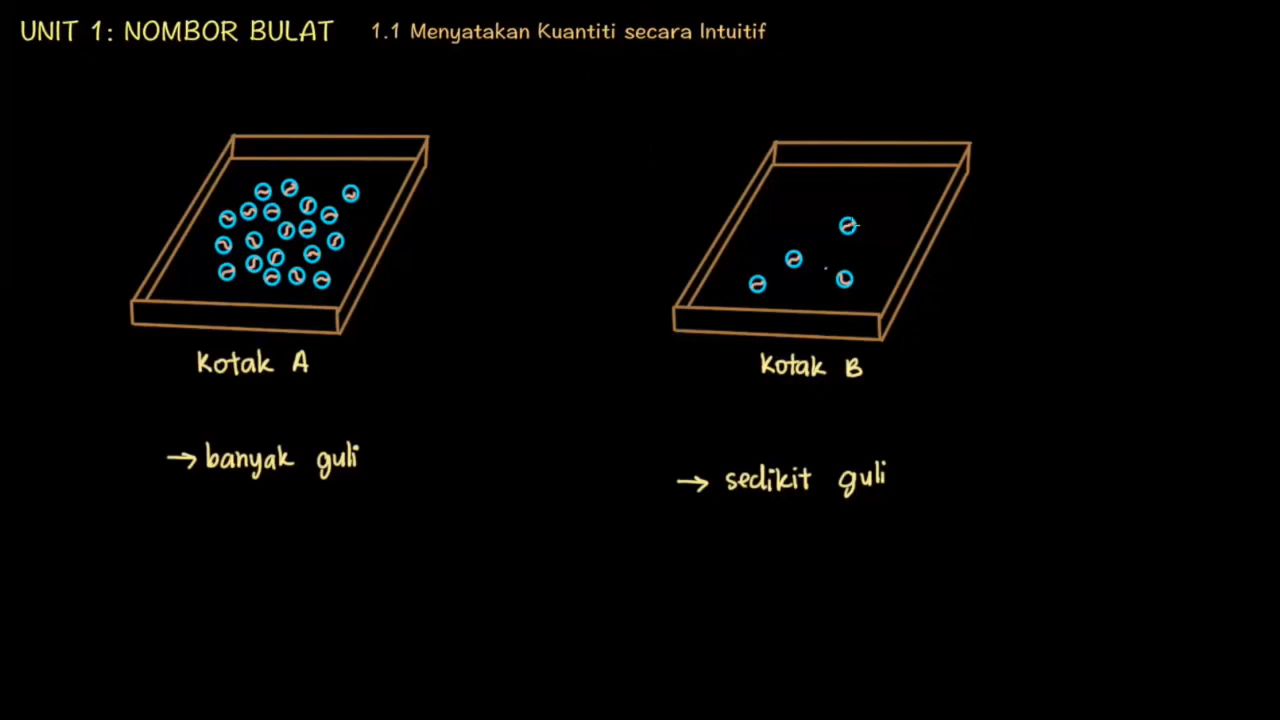 UNIT 1: NOMBOR BULAT 1.1 Menyatakan Kuantiti secara Intuitif
Kotak A
Kotak B
→ banyak guli
→ sedikit guli